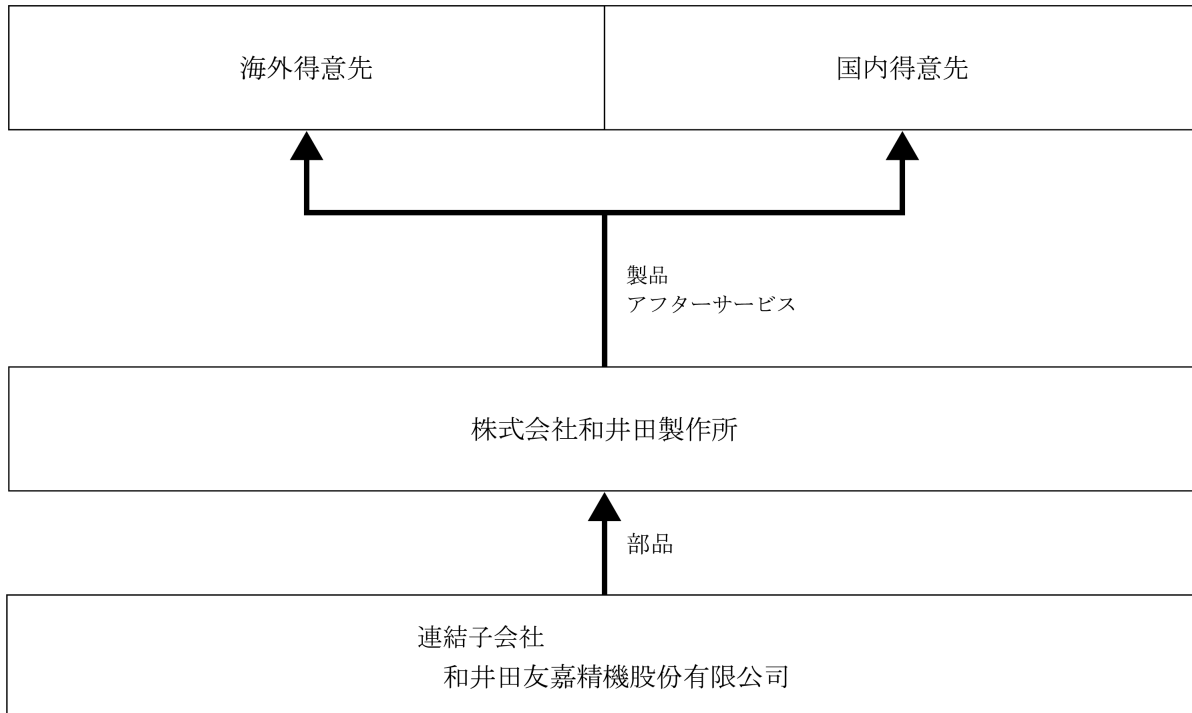 海外得意先
国内得意先
製品
アフターサービス
株式会社和井田製作所
部品
連結子会社
和井田友嘉精機股份有限公司